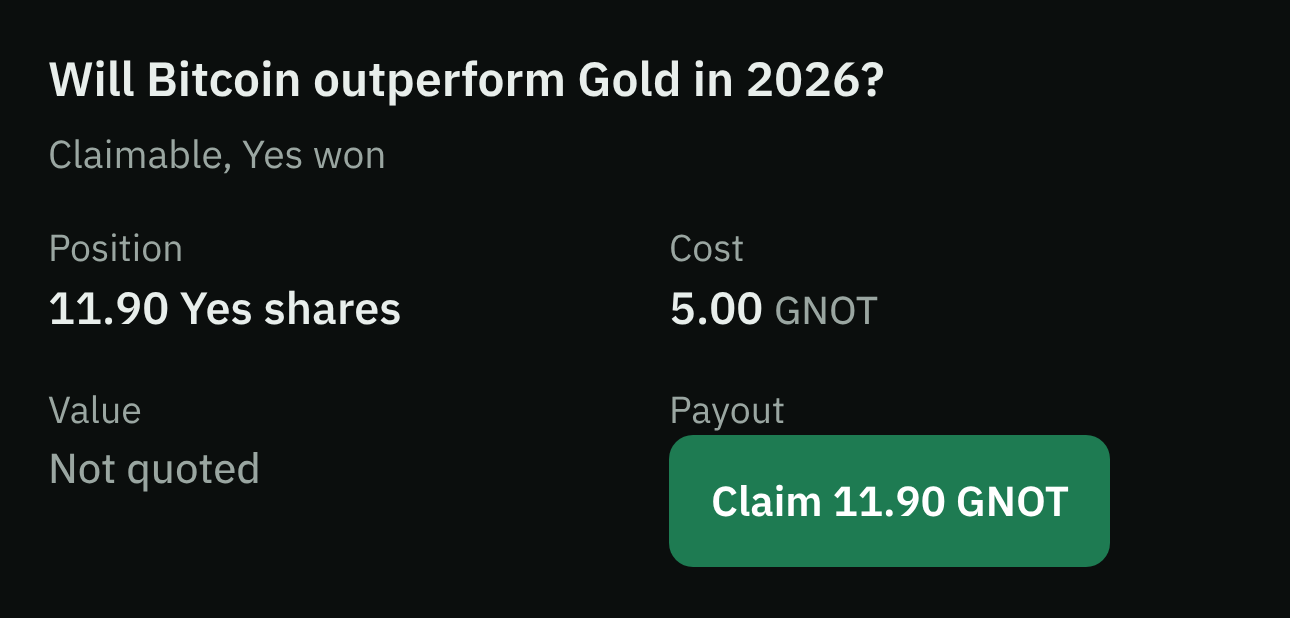 Will Bitcoin outperform Gold in 2026?
Claimable, Yes won
Position
11.90 Yes shares
Cost
5.00 GNOT
Value
Not quoted
Payout
Claim 11.90 GNOT